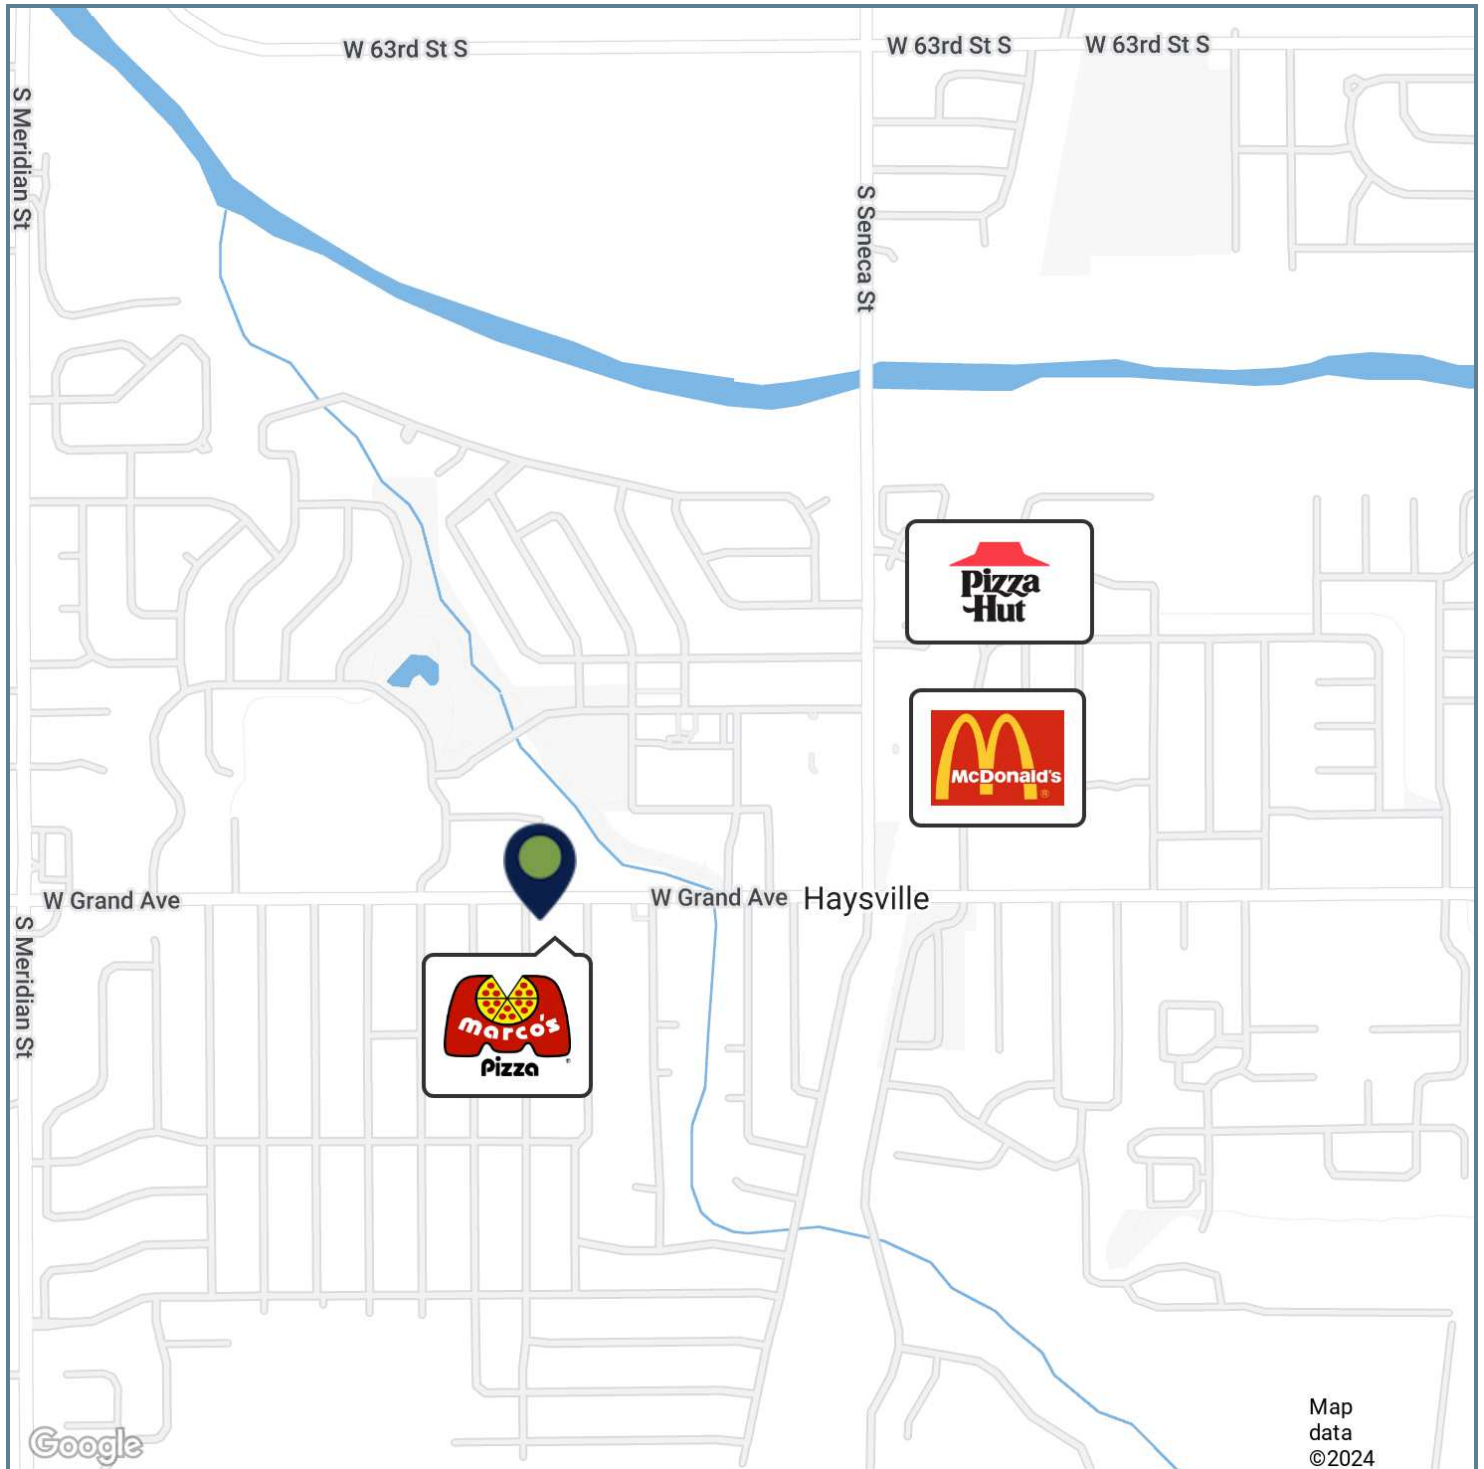 W 63rd St S
W 63rd St S
W 63rd St S
S Meridian St
S Seneca St
Pizza
Hut
McDonald's
®
W Grand Ave
W Grand Ave
Haysville
S Meridian St
marco's
Pizza
Map
data
©2024
Google